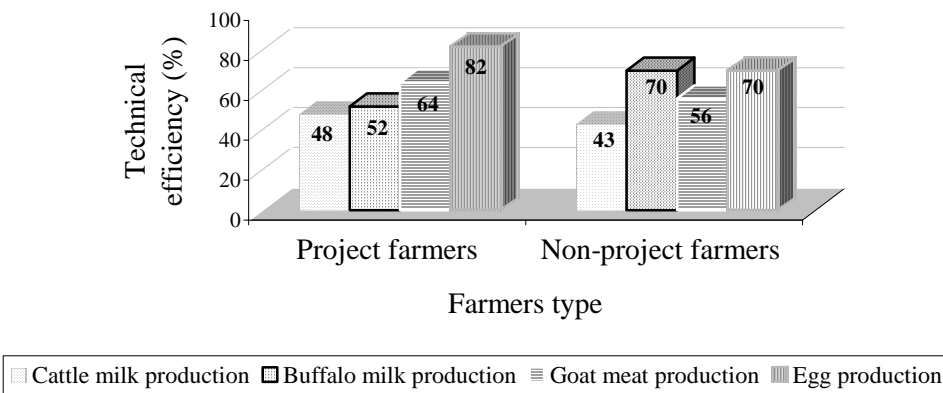 100
80
60
40
20
0
Technical
efficiency (%)
48
52
64
82
43
70
56
70
Project farmers
Non-project farmers
Farmers type
Cattle milk production Buffalo milk production Goat meat production Egg production